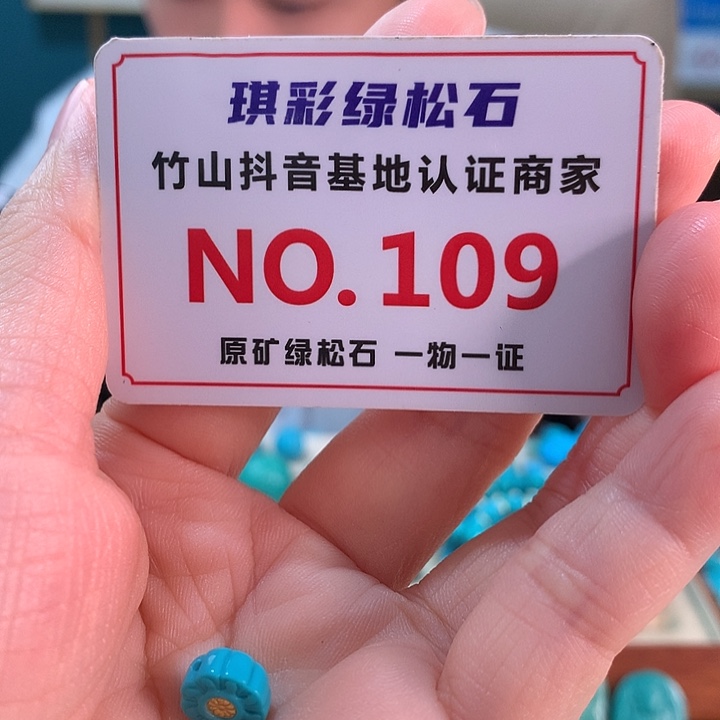 琪彩绿松石
竹山抖音基地认证商家
NO.109
原矿绿松石 一物一证